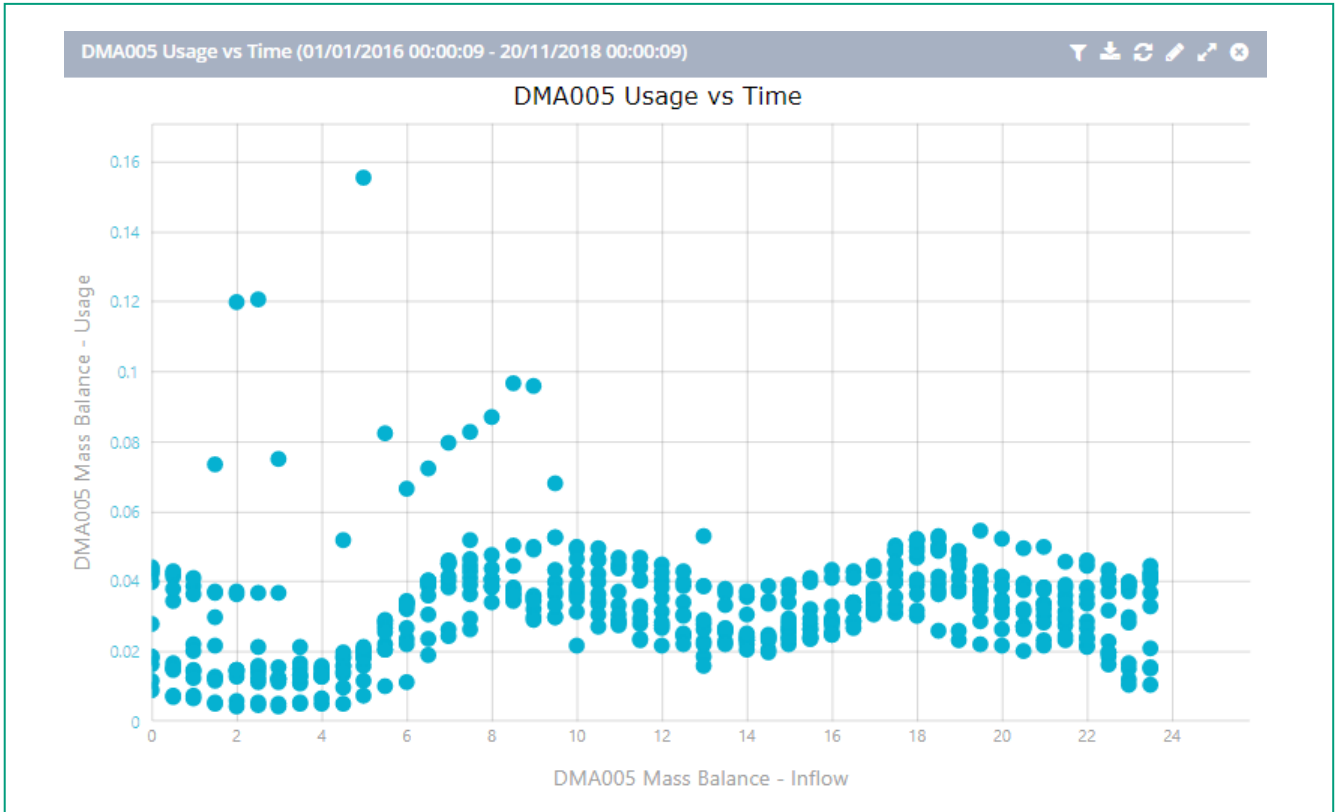 DMA005 Usage vs Time (01/01/2016 00:00:09 - 20/11/2018 00:00:09)
DMA005 Usage vs Time
DMA005 Mass Balance - Usage
0.16
0.14
0.12
0.1
0.08
0.06
0.04
0.02
0
0 2 4 6 8 10 12 14 16 18 20 22 24
DMA005 Mass Balance - Inflow